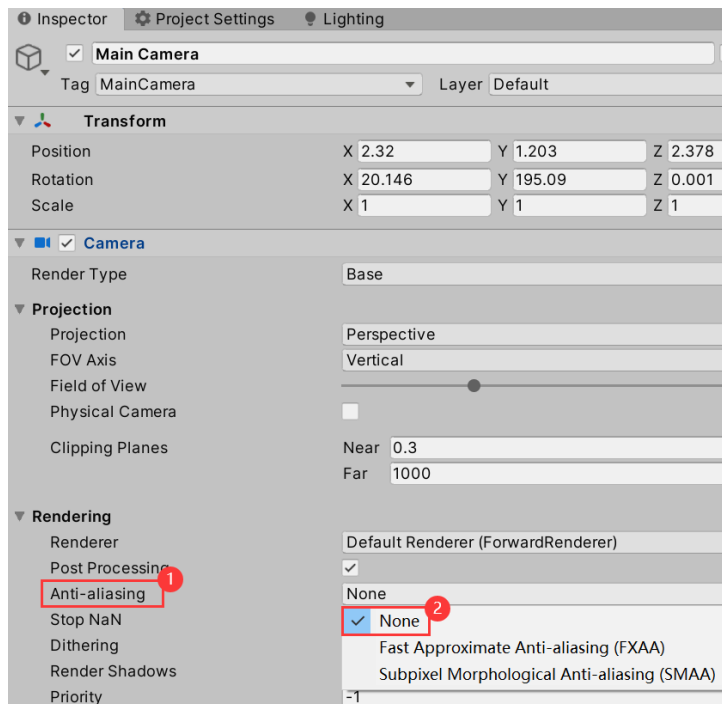 Inspector Project Settings Lighting
Main Camera
Tag MainCamera Layer Default
Transform
Position X 2.32 Y 1.203 Z 2.378
Rotation X 20.146 Y 195.09 Z 0.001
Scale X 1 Y 1 Z 1
Camera
Render Type Base
Projection
Projection Perspective
FOV Axis Vertical
Field of View
Physical Camera
Clipping Planes Near 0.3
Far 1000
Rendering
Renderer Default Renderer (ForwardRenderer)
Post Processing
1
Anti-aliasing None
2
Stop NaN None
Dithering Fast Approximate Anti-aliasing (FXAA)
Render Shadows Subpixel Morphological Anti-aliasing (SMAA)
Priority -1